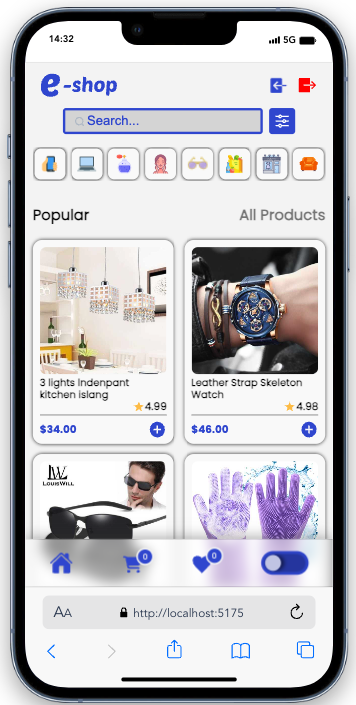 14:32
5G
e-shop
Search...
Popular
All Products
3 lights Indenpant
kitchen islang
4.99
$34.00
Leather Strap Skeleton
Watch
4.98
$46.00
LW
LOUISWILL
0
0
AA
http://localhost:5175